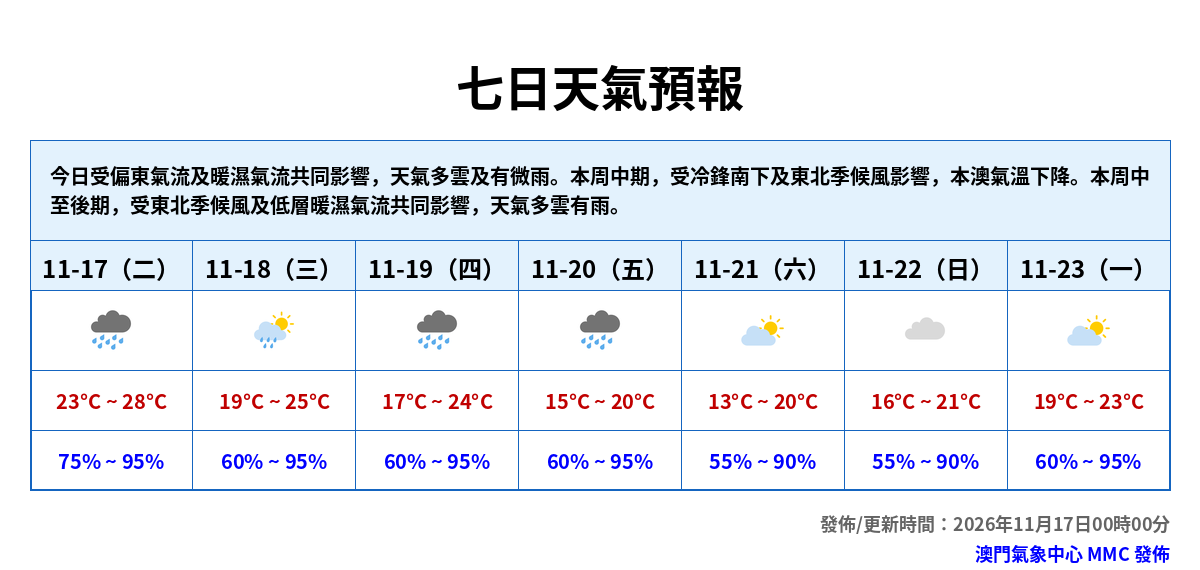 七日天氣預報
今日受偏東氣流及暖濕氣流共同影響，天氣多雲及有微雨。本周中期，受冷鋒南下及東北季候風影響，本澳氣溫下降。本周中
至後期，受東北季候風及低層暖濕氣流共同影響，天氣多雲有雨。
11-17（二） 11-18（三） 11-19（四） 11-20（五） 11-21（六） 11-22（日） 11-23（一）
23°C ~ 28°C 19°C ~ 25°C 17°C ~ 24°C 15°C ~ 20°C 13°C ~ 20°C 16°C ~ 21°C 19°C ~ 23°C
75% ~ 95% 60% ~ 95% 60% ~ 95% 60% ~ 95% 55% ~ 90% 55% ~ 90% 60% ~ 95%
發佈/更新時間：2026年11月17日00時00分
澳門氣象中心 MMC 發佈